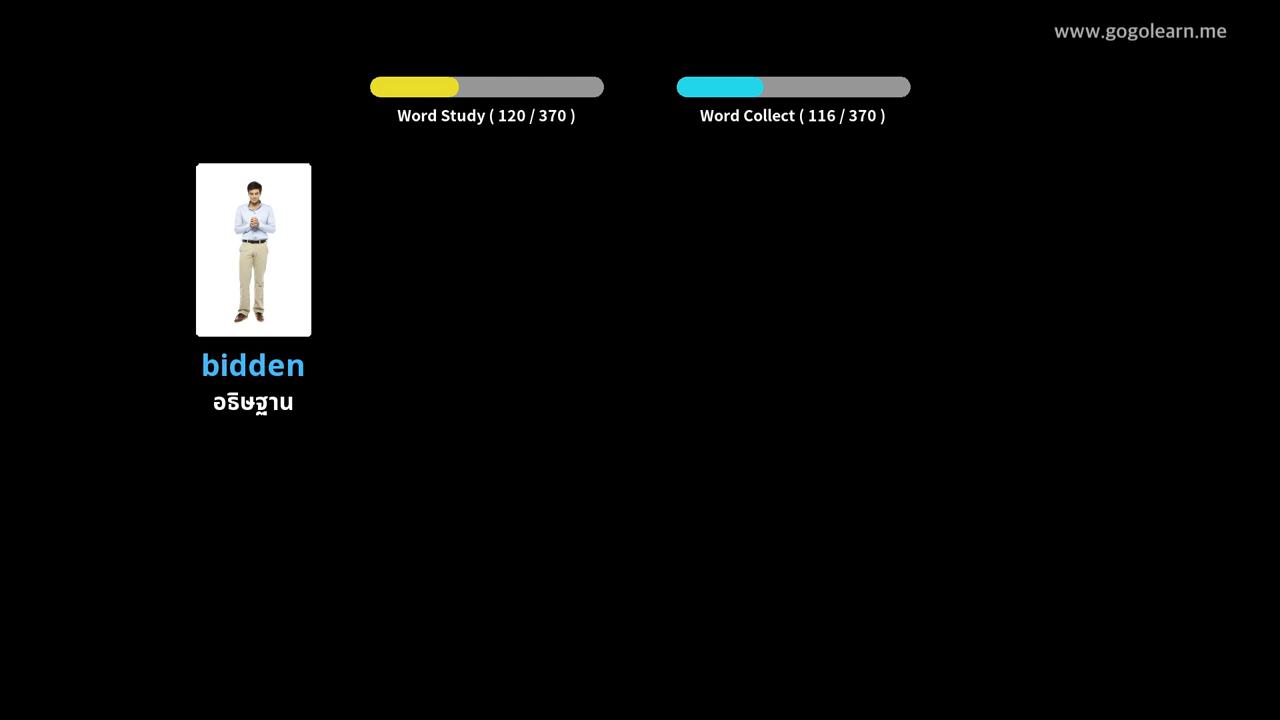 www.gogolearn.me
Word Study ( 120 / 370 )
Word Collect ( 116 / 370 )
bidden
อธิษฐาน